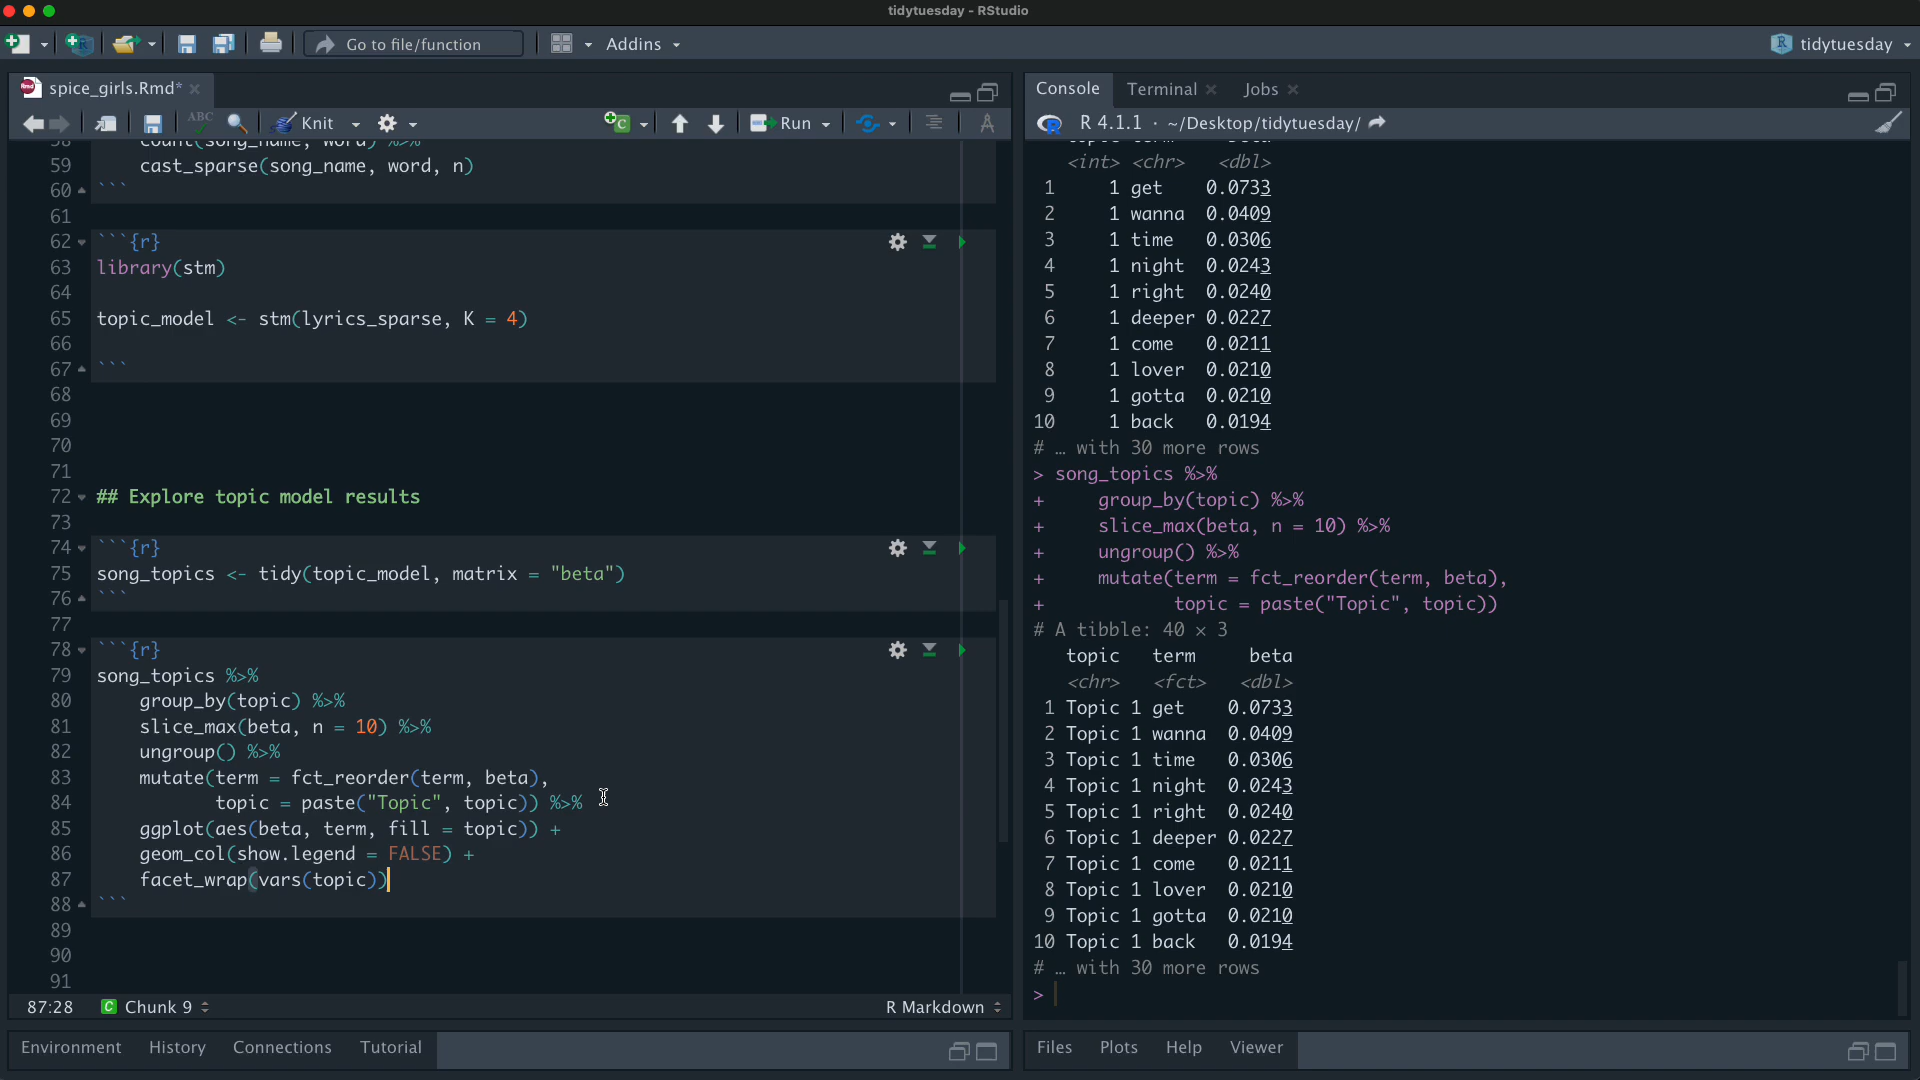 tidytuesday - RStudio
Go to file/function
Addins
tidytuesday
spice_girls.Rmd*
ABC
Knit
Run
58 count(song_name, word) %>%
59 cast_sparse(song_name, word, n)
60 ```
61
62 ```{r}
63 library(stm)
64
65 topic_model <- stm(lyrics_sparse, K = 4)
66
67 ```
68
69
70
71
72 ## Explore topic model results
73
74 ```{r}
75 song_topics <- tidy(topic_model, matrix = "beta")
76 ```
77
78 ```{r}
79 song_topics %>%
80 group_by(topic) %>%
81 slice_max(beta, n = 10) %>%
82 ungroup() %>%
83 mutate(term = fct_reorder(term, beta),
84 topic = paste("Topic", topic)) %>%
85 ggplot(aes(beta, term, fill = topic)) +
86 geom_col(show.legend = FALSE) +
87 facet_wrap(vars(topic))
88 ```
89
90
91
87:28 C Chunk 9 R Markdown
Environment History Connections Tutorial
Console Terminal Jobs
R 4.1.1 · ~/Desktop/tidytuesday/
topic term beta
<int> <chr> <dbl>
1 1 get 0.0733
2 1 wanna 0.0409
3 1 time 0.0306
4 1 night 0.0243
5 1 right 0.0240
6 1 deeper 0.0227
7 1 come 0.0211
8 1 lover 0.0210
9 1 gotta 0.0210
10 1 back 0.0194
# … with 30 more rows
> song_topics %>%
+ group_by(topic) %>%
+ slice_max(beta, n = 10) %>%
+ ungroup() %>%
+ mutate(term = fct_reorder(term, beta),
+ topic = paste("Topic", topic))
# A tibble: 40 × 3
topic term beta
<chr> <fct> <dbl>
1 Topic 1 get 0.0733
2 Topic 1 wanna 0.0409
3 Topic 1 time 0.0306
4 Topic 1 night 0.0243
5 Topic 1 right 0.0240
6 Topic 1 deeper 0.0227
7 Topic 1 come 0.0211
8 Topic 1 lover 0.0210
9 Topic 1 gotta 0.0210
10 Topic 1 back 0.0194
# … with 30 more rows
>
Files Plots Help Viewer